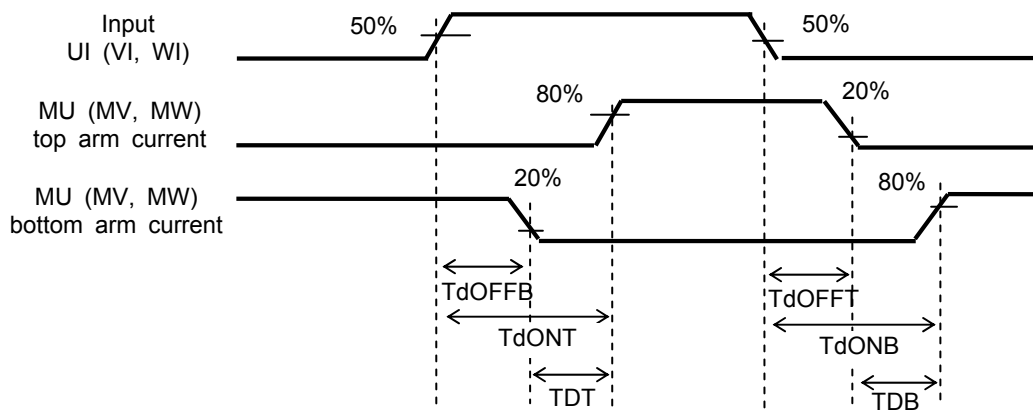 Input
UI (VI, WI)
50%
50%
MU (MV, MW)
top arm current
80%
20%
MU (MV, MW)
bottom arm current
20%
80%
TdOFFB
TdOFFT
TdONT
TdONB
TDT
TDB